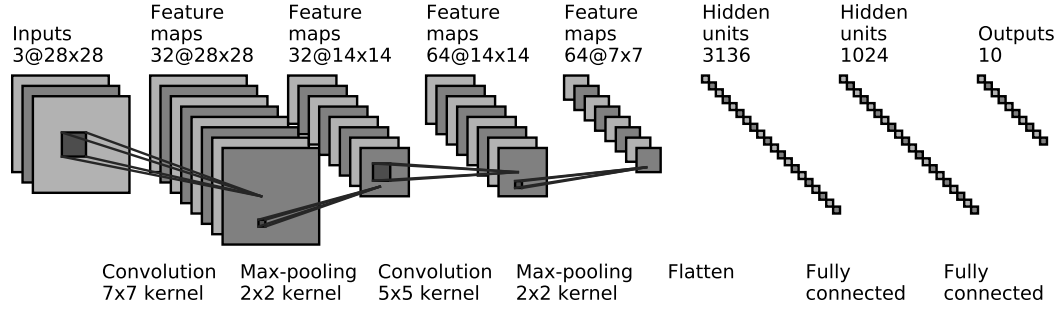 Inputs
3@28x28
Feature
maps
32@28x28
Feature
maps
32@14x14
Feature
maps
64@14x14
Feature
maps
64@7x7
Hidden
units
3136
Hidden
units
1024
Outputs
10
Convolution
7x7 kernel
Max-pooling
2x2 kernel
Convolution
5x5 kernel
Max-pooling
2x2 kernel
Flatten
Fully
connected
Fully
connected